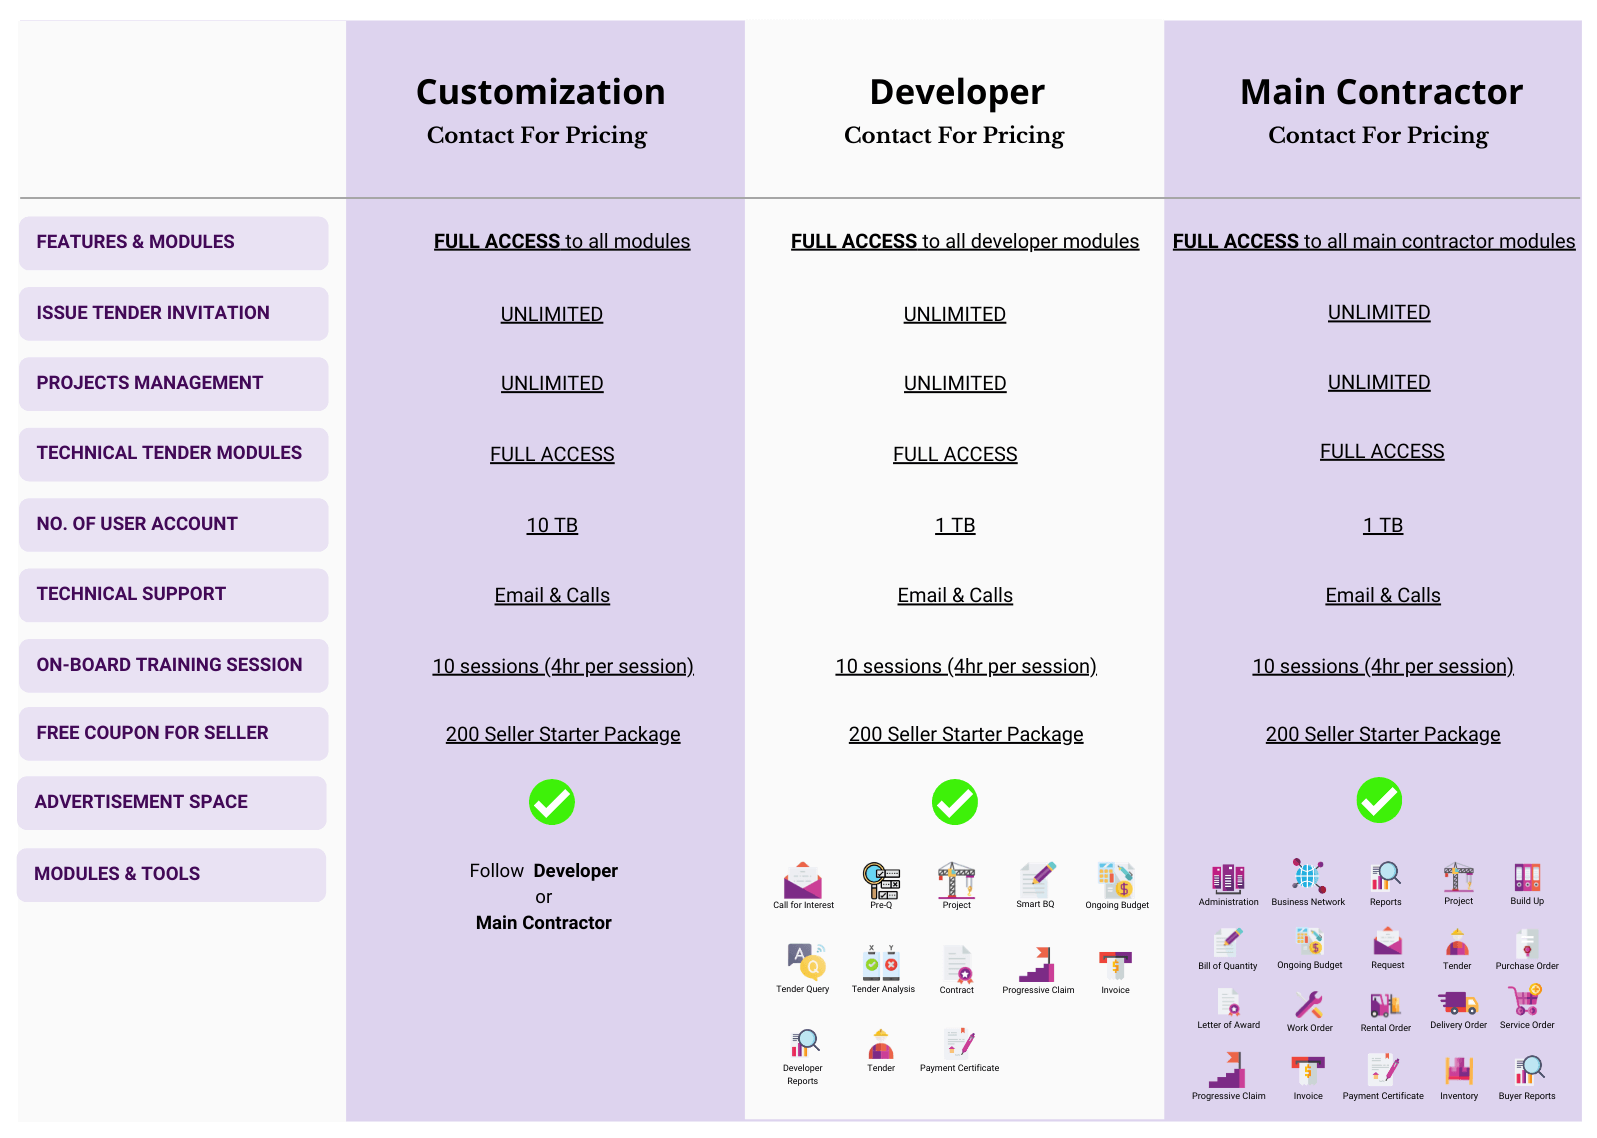 Customization Developer Main Contractor
Contact For Pricing Contact For Pricing Contact For Pricing
FEATURES & MODULES FULL ACCESS to all modules FULL ACCESS to all developer modules FULL ACCESS to all main contractor modules
ISSUE TENDER INVITATION UNLIMITED UNLIMITED UNLIMITED
PROJECTS MANAGEMENT UNLIMITED UNLIMITED UNLIMITED
TECHNICAL TENDER MODULES FULL ACCESS FULL ACCESS FULL ACCESS
NO. OF USER ACCOUNT 10 TB 1 TB 1 TB
TECHNICAL SUPPORT Email & Calls Email & Calls Email & Calls
ON-BOARD TRAINING SESSION 10 sessions (4hr per session) 10 sessions (4hr per session) 10 sessions (4hr per session)
FREE COUPON FOR SELLER 200 Seller Starter Package 200 Seller Starter Package 200 Seller Starter Package
ADVERTISEMENT SPACE
MODULES & TOOLS
Follow Developer
or
Main Contractor
Call for Interest Pre-Q Project Smart BQ Ongoing Budget
A Q X Y
Tender Query Tender Analysis Contract Progressive Claim Invoice
Developer Reports Tender Payment Certificate
Administration Business Network Reports Project Build Up
Bill of Quantity Ongoing Budget Request Tender Purchase Order
Letter of Award Work Order Rental Order Delivery Order Service Order
Progressive Claim Invoice Payment Certificate Inventory Buyer Reports